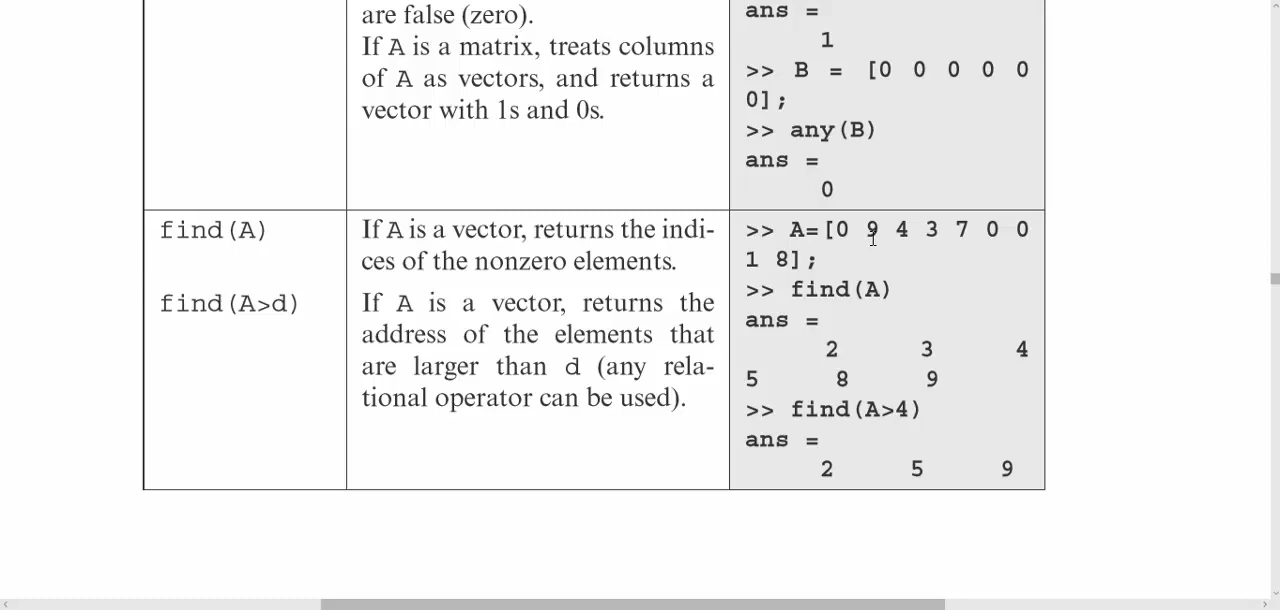 are false (zero).
If A is a matrix, treats columns
of A as vectors, and returns a
vector with 1s and 0s.
ans =
1
>> B = [0 0 0 0 0
0];
>> any(B)
ans =
0
find(A)
If A is a vector, returns the indi-
ces of the nonzero elements.
find(A>d)
If A is a vector, returns the
address of the elements that
are larger than d (any rela-
tional operator can be used).
>> A=[0 9 4 3 7 0 0
1 8];
>> find(A)
ans =
2 3 4
5 8 9
>> find(A>4)
ans =
2 5 9